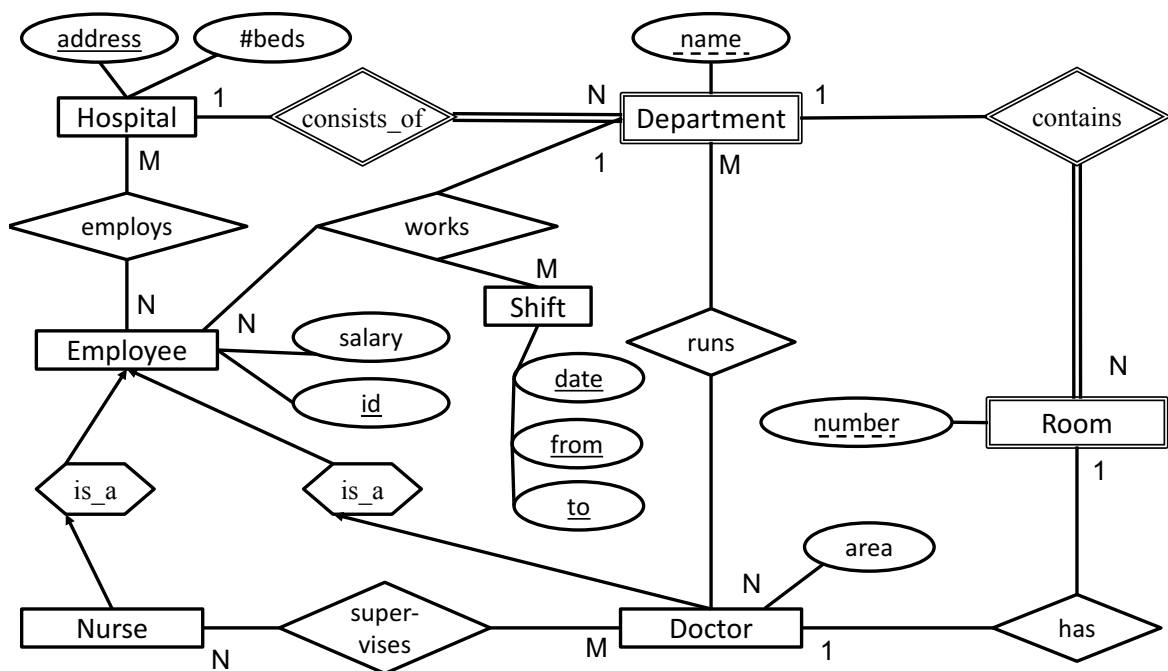 address
#beds
name
1
N
1
Hospital
consists_of
Department
contains
M
1
M
employs
works
N
N
M
Shift
salary
runs
Employee
date
N
id
number
Room
from
1
is_a
is_a
to
area
N
Nurse
super-
vises
Doctor
has
N
M
1